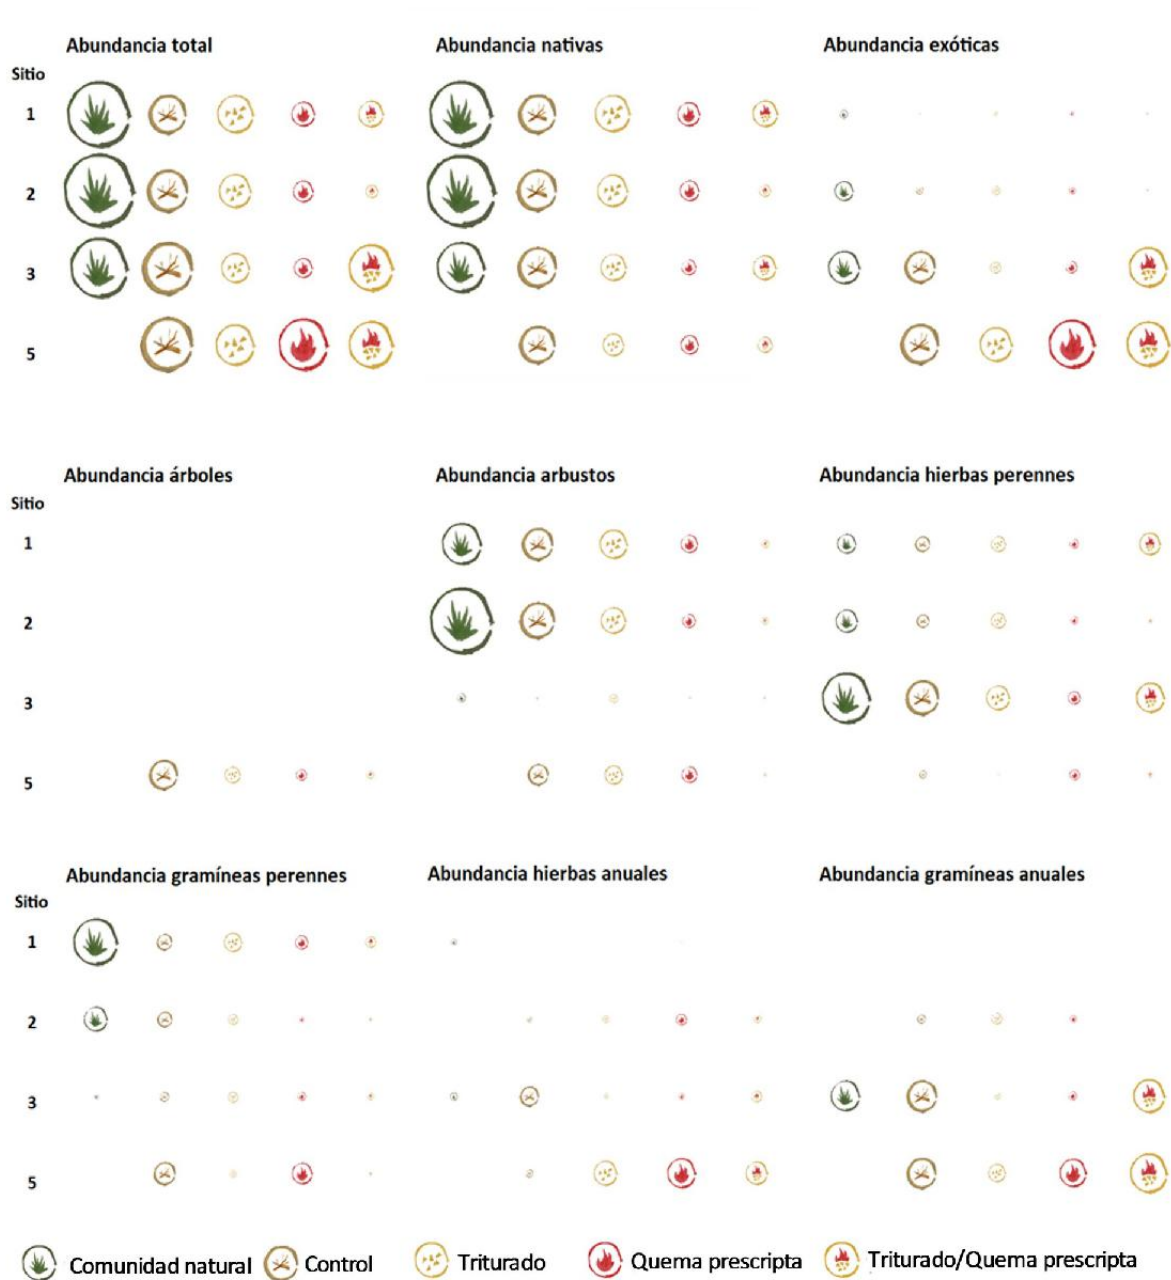 Abundancia total Abundancia nativas Abundancia exóticas
Sitio
1
2
3
5
Abundancia árboles Abundancia arbustos Abundancia hierbas perennes
Sitio
1
2
3
5
Abundancia gramíneas perennes Abundancia hierbas anuales Abundancia gramíneas anuales
Sitio
1
2
3
5
Comunidad natural Control Triturado Quema prescripta Triturado/Quema prescripta